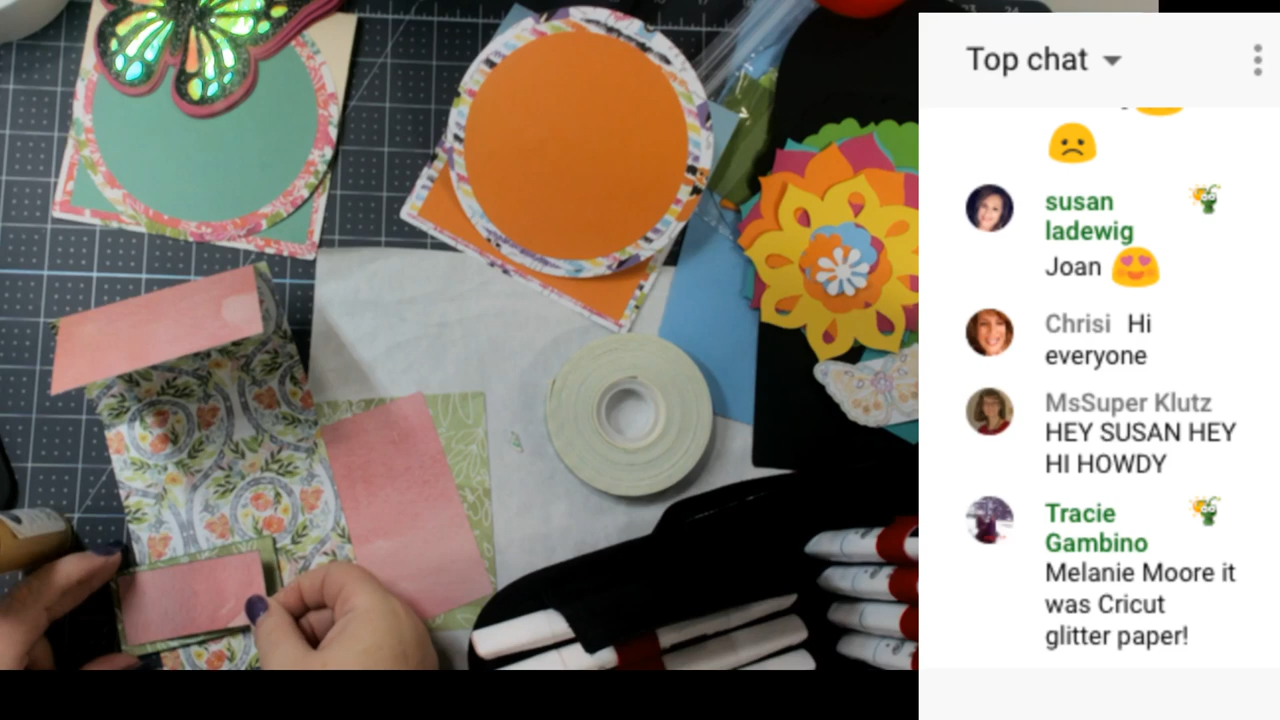 Top chat
susan
ladewig
Joan
Chrisi Hi
everyone
MsSuper Klutz
HEY SUSAN HEY
HI HOWDY
Tracie
Gambino
Melanie Moore it
was Cricut
glitter paper!